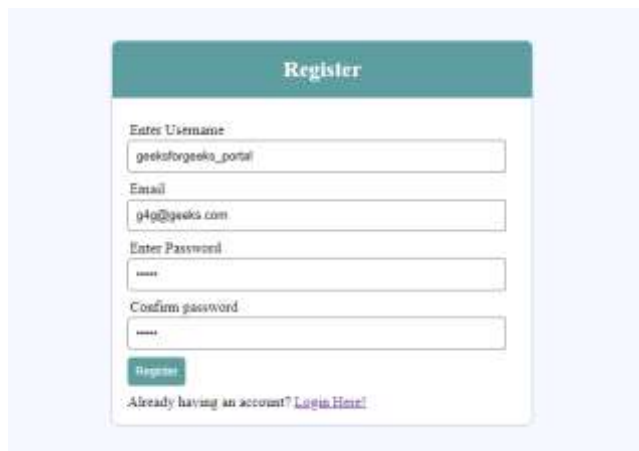 Register
Enter Username
geeksforgeeks_portal
Email
g4g@geeks.com
Enter Password
•••••
Confirm password
•••••
Register
Already having an account? Login Here!